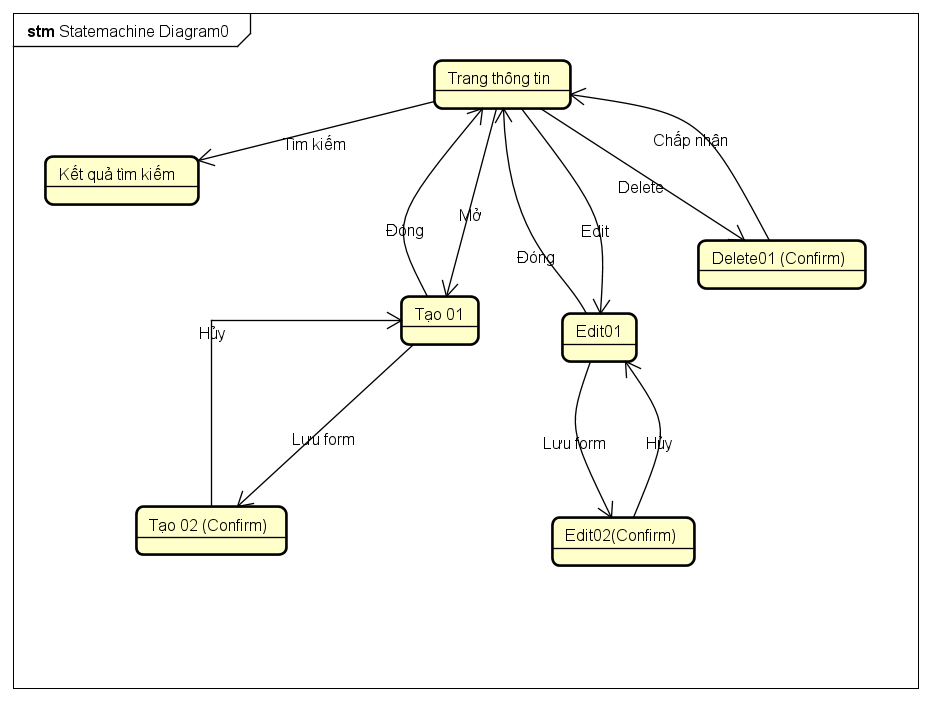 stm Statemachine Diagram0
Trang thông tin
Tìm kiếm
Chấp nhận
Kết quả tìm kiếm
Delete
Mở
Đóng
Edit
Đóng
Delete01 (Confirm)
Tạo 01
Edit01
Hủy
Lưu form
Lưu form
Hủy
Tạo 02 (Confirm)
Edit02(Confirm)